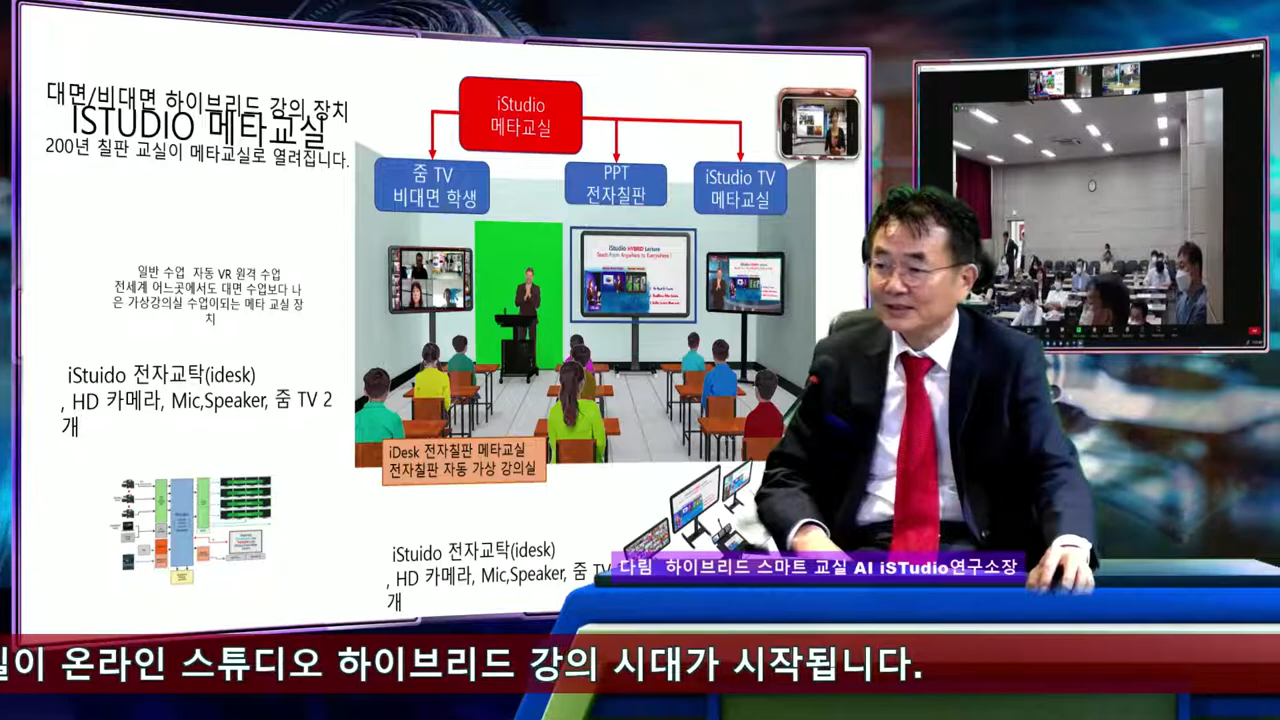 대면/비대면 하이브리드 강의 장치
ISTUDIO 메타교실
200년 칠판 교실이 메타교실로 열려집니다.
iStudio
메타교실
줌 TV
비대면 학생
PPT
전자칠판
iStudio TV
메타교실
iStudio HYBRID Lecture
Teach From Anywhere to Everywhere!
일반 수업 자동 VR 원격 수업
전세계 어느곳에서도 대면 수업보다 나
은 가상강의실 수업이되는 메타 교실 장
치
iStuido 전자교탁(idesk)
, HD 카메라, Mic,Speaker, 줌 TV 2
개
iDesk 전자칠판 메타교실
전자칠판 자동 가상 강의실
iStuido 전자교탁(idesk)
, HD 카메라, Mic,Speaker, 줌 TV
개
다림 하이브리드 스마트 교실 AI iSTudio연구소장
실이 온라인 스튜디오 하이브리드 강의 시대가 시작됩니다.